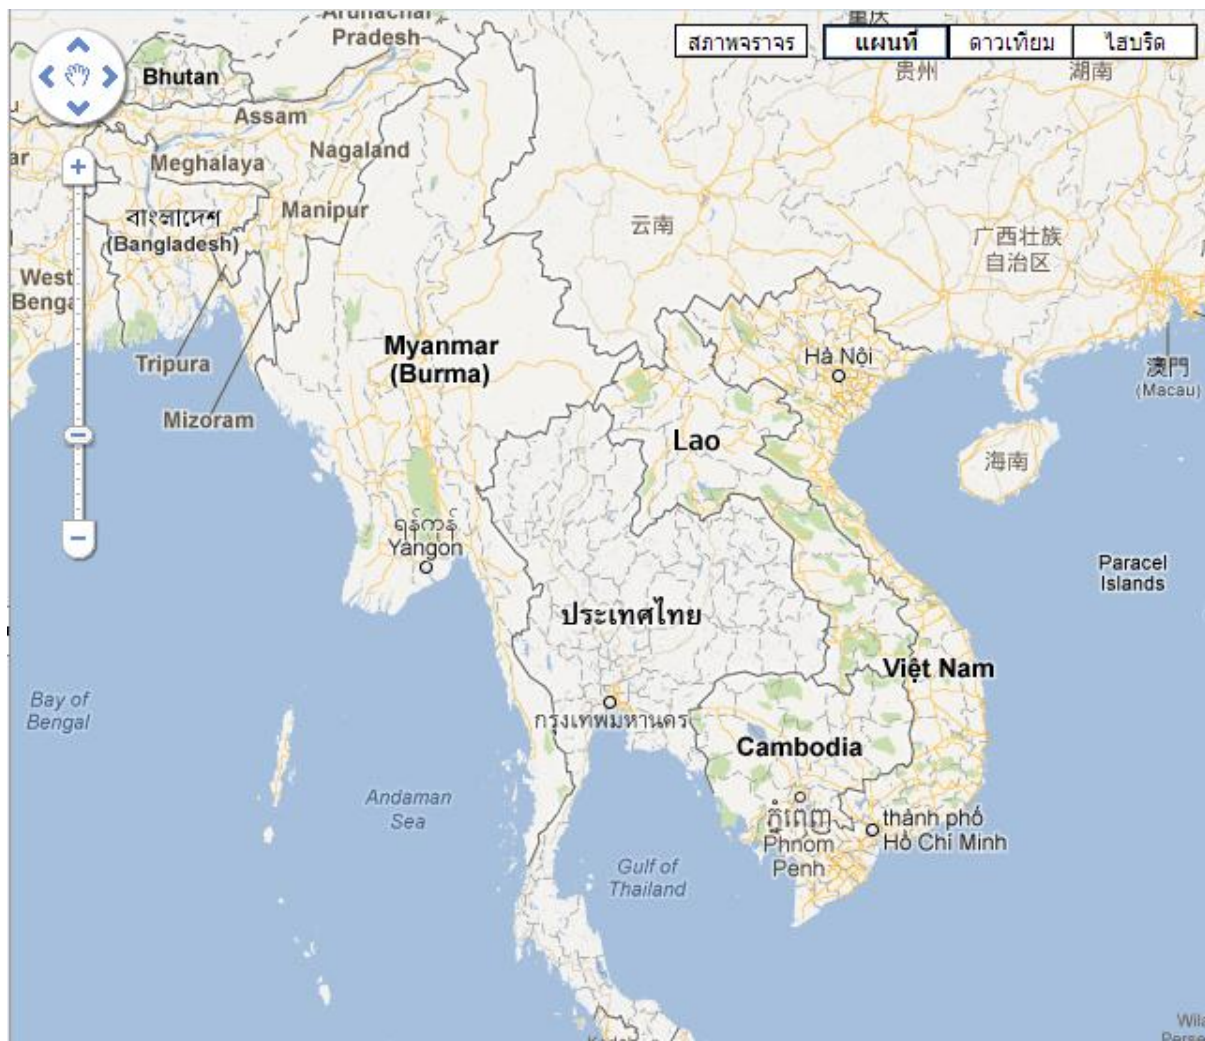 Pradesh
สภาพจราจร
แผนที่
ดาวเทียม
ไฮบริด
贵州
湖南
Bhutan
Assam
Nagaland
Meghalaya
Manipur
বাংলাদেশ
(Bangladesh)
云南
广西壮族
自治区
West
Tripura
Mizoram
Myanmar
(Burma)
Hà Nội
澳門
(Macau)
Lao
海南
ရန်ကုန်
Yangon
Paracel
Islands
ประเทศไทย
Việt Nam
Bay of
Bengal
กรุงเทพมหานคร
Cambodia
Andaman
Sea
ភ្នំពេញ
Phnom
Penh
thành phố
Hồ Chí Minh
Gulf of
Thailand